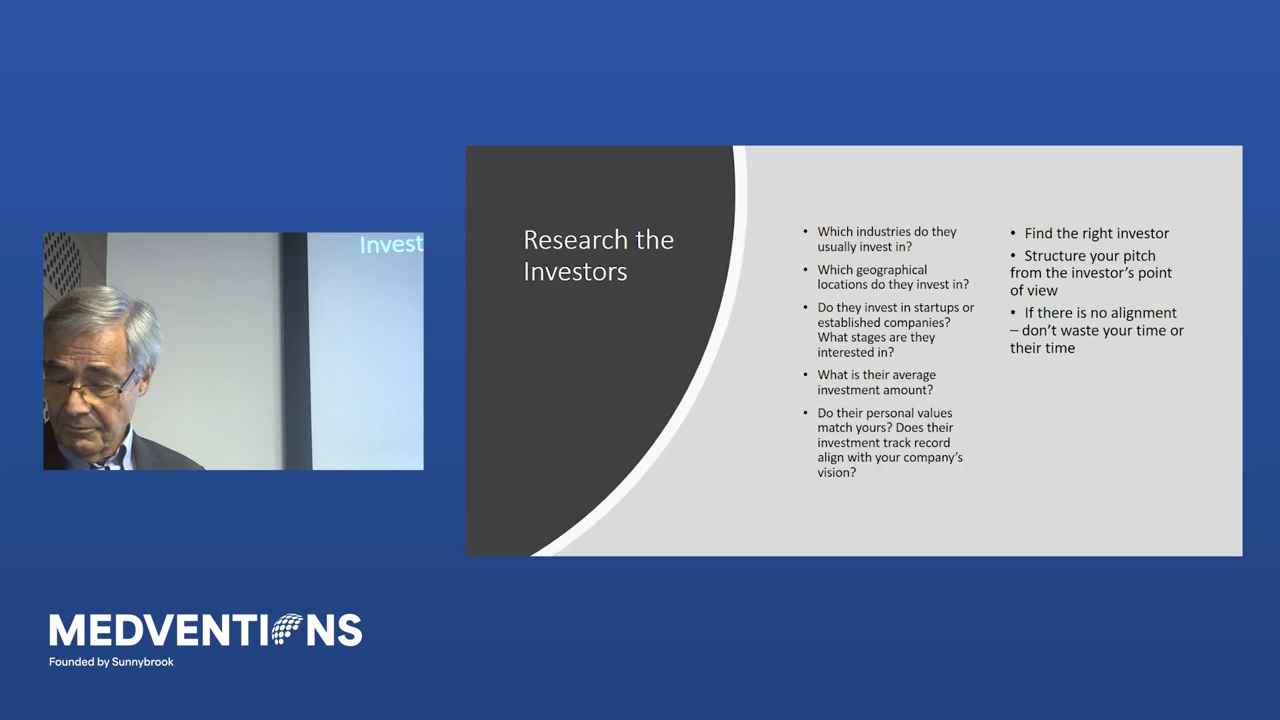 Invest
Research the
Investors
• Which industries do they
usually invest in?
• Which geographical
locations do they invest in?
• Do they invest in startups or
established companies?
What stages are they
interested in?
• What is their average
investment amount?
• Do their personal values
match yours? Does their
investment track record
align with your company’s
vision?
• Find the right investor
• Structure your pitch
from the investor’s point
of view
• If there is no alignment
– don’t waste your time or
their time
MEDVENTIONS
Founded by Sunnybrook